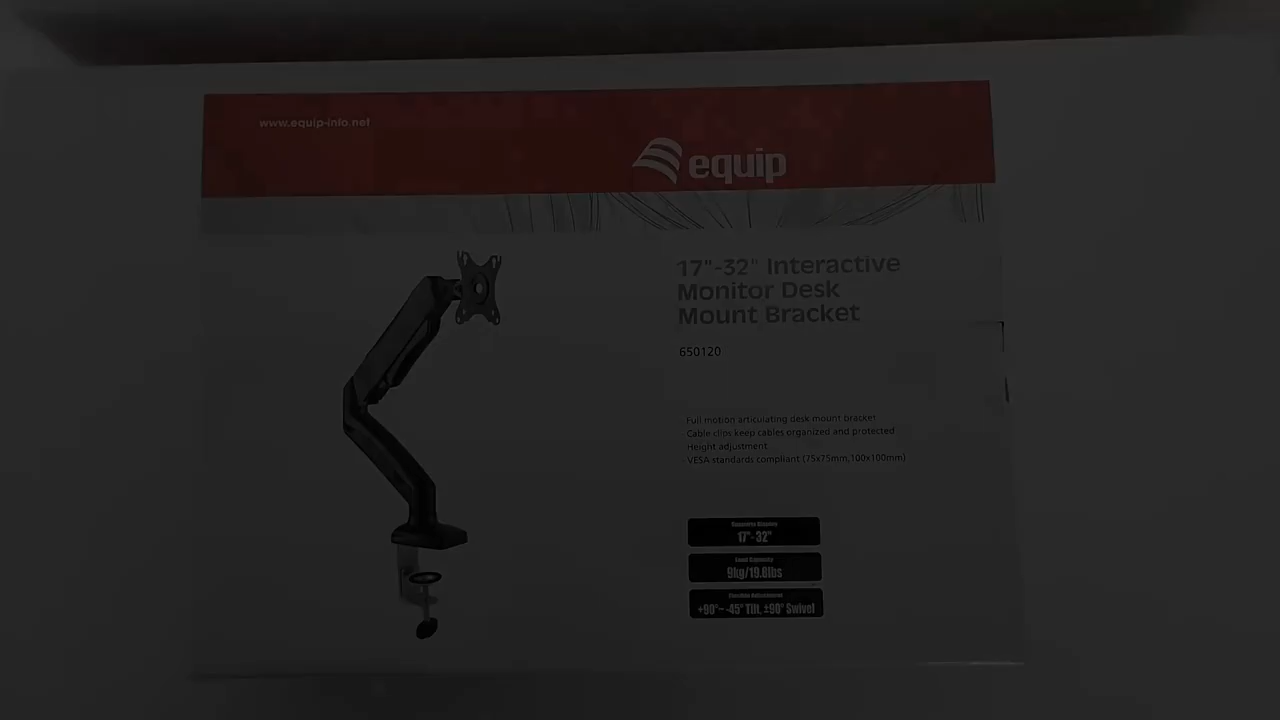 www.equip-info.net
equip
17"-32" Interactive
Monitor Desk
Mount Bracket
650120
Full motion articulating desk mount bracket
Cable clips keep cables organized and protected
Height adjustment
- VESA standards compliant (75x75mm,100x100mm)
17"- 32"
Load Capacity
9kg/19.8lbs
+90°~ -45° Tilt, ±90° Swivel